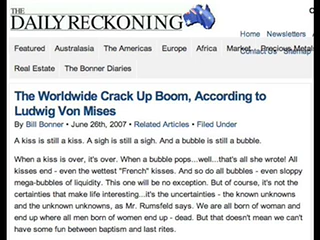 THE
DAILY RECKONING
Home Newsletters
Contact Us Sitemap
Featured Australasia The Americas Europe Africa Market Precious Metals
Real Estate The Bonner Diaries
The Worldwide Crack Up Boom, According to
Ludwig Von Mises
By Bill Bonner • June 26th, 2007 • Related Articles • Filed Under
A kiss is still a kiss. A sigh is still a sigh. And a bubble is still a bubble.
When a kiss is over, it's over. When a bubble pops...well...that's all she wrote! All
kisses end - even the wettest "French" kisses. And so do all bubbles - even sloppy
mega-bubbles of liquidity. This one will be no exception. But of course, it's not the
certainties that make life interesting...it's the uncertainties - the known unknowns
and the unknown unknowns, as Mr. Rumsfeld says. We are all born of woman and
end up where all men born of women end up - dead. But that doesn't mean we can't
have some fun between baptism and last rites.